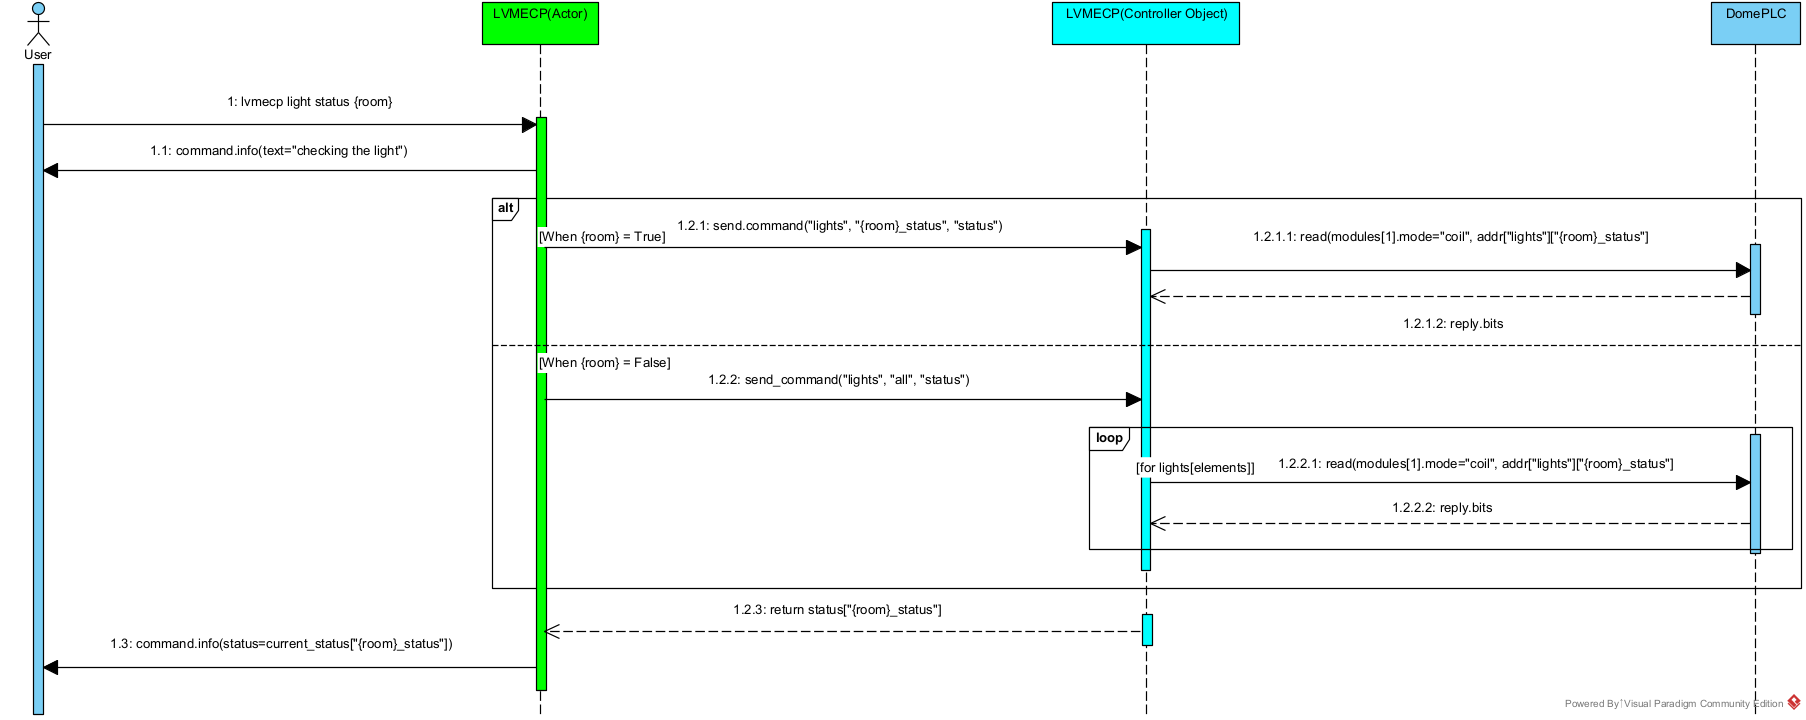 LVMECP(Actor)
LVMECP(Controller Object)
DomePLC
User
1: lvmecp light status {room}
1.1: command.info(text="checking the light")
alt
1.2.1: send.command("lights", "{room}_status", "status")
[When {room} = True]
1.2.1.1: read(modules[1].mode="coil", addr["lights"]["{room}_status"]
1.2.1.2: reply.bits
[When {room} = False]
1.2.2: send_command("lights", "all", "status")
loop
[for lights[elements]]
1.2.2.1: read(modules[1].mode="coil", addr["lights"]["{room}_status"]
1.2.2.2: reply.bits
1.2.3: return status["{room}_status"]
1.3: command.info(status=current_status["{room}_status"])
Powered By Visual Paradigm Community Edition